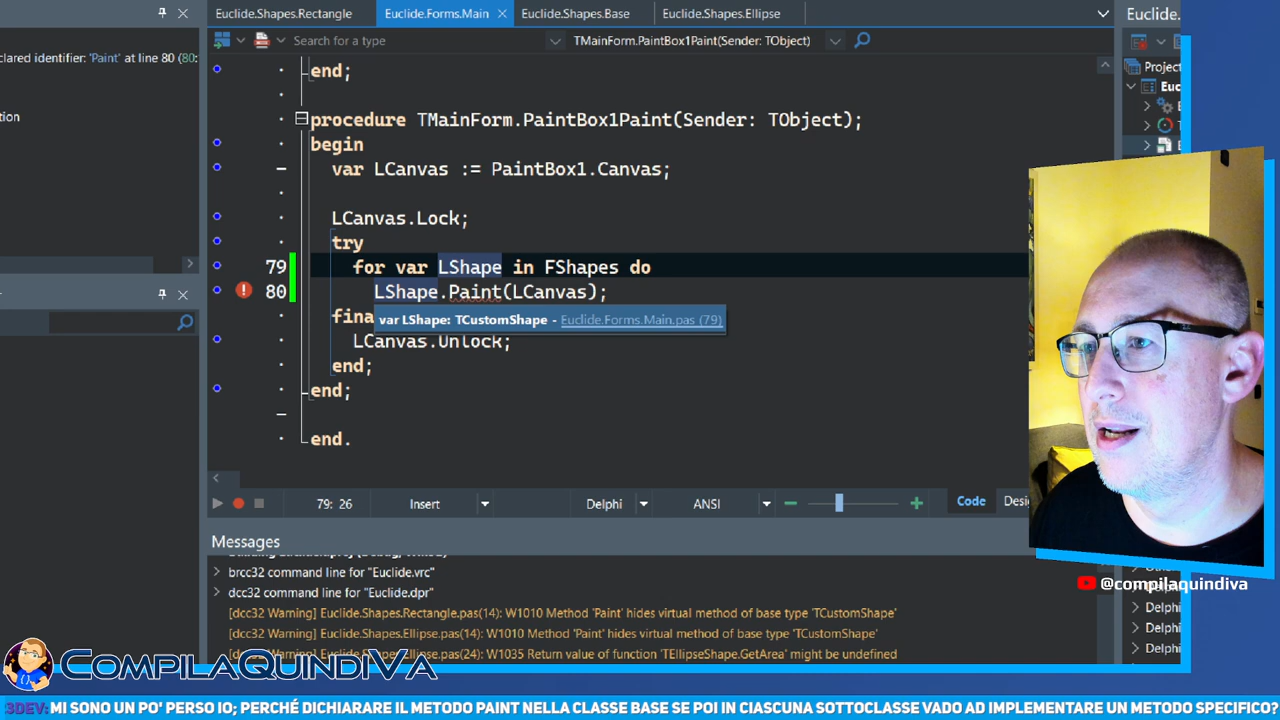 Euclide.Shapes.Rectangle
Euclide.Forms.Main
Euclide.Shapes.Base
Euclide.Shapes.Ellipse
Euclide.
Search for a type
TMainForm.PaintBox1Paint(Sender: TObject)
clared identifier: 'Paint' at line 80 (80:
tion
Project
Euc
end;
procedure TMainForm.PaintBox1Paint(Sender: TObject);
begin
var LCanvas := PaintBox1.Canvas;
LCanvas.Lock;
try
79 for var LShape in FShapes do
80 LShape.Paint(LCanvas);
fina
var LShape: TCustomShape - Euclide.Forms.Main.pas (79)
LCanvas.Unlock;
end;
end;
end.
79: 26
Insert
Delphi
ANSI
Code
Desi
Messages
brcc32 command line for "Euclide.vrc"
dcc32 command line for "Euclide.dpr"
[dcc32 Warning] Euclide.Shapes.Rectangle.pas(14): W1010 Method 'Paint' hides virtual method of base type 'TCustomShape'
[dcc32 Warning] Euclide.Shapes.Ellipse.pas(14): W1010 Method 'Paint' hides virtual method of base type 'TCustomShape'
[dcc32 Warning] Euclide.Shapes.Ellipse.pas(24): W1035 Return value of function 'TEllipseShape.GetArea' might be undefined
@compilaquindiva
Delphi
Delphi
Delphi
CompilaQuindiVa
3DEV: MI SONO UN PO' PERSO IO; PERCHÉ DICHIARARE IL METODO PAINT NELLA CLASSE BASE SE POI IN CIASCUNA SOTTOCLASSE VADO AD IMPLEMENTARE UN METODO SPECIFICO?